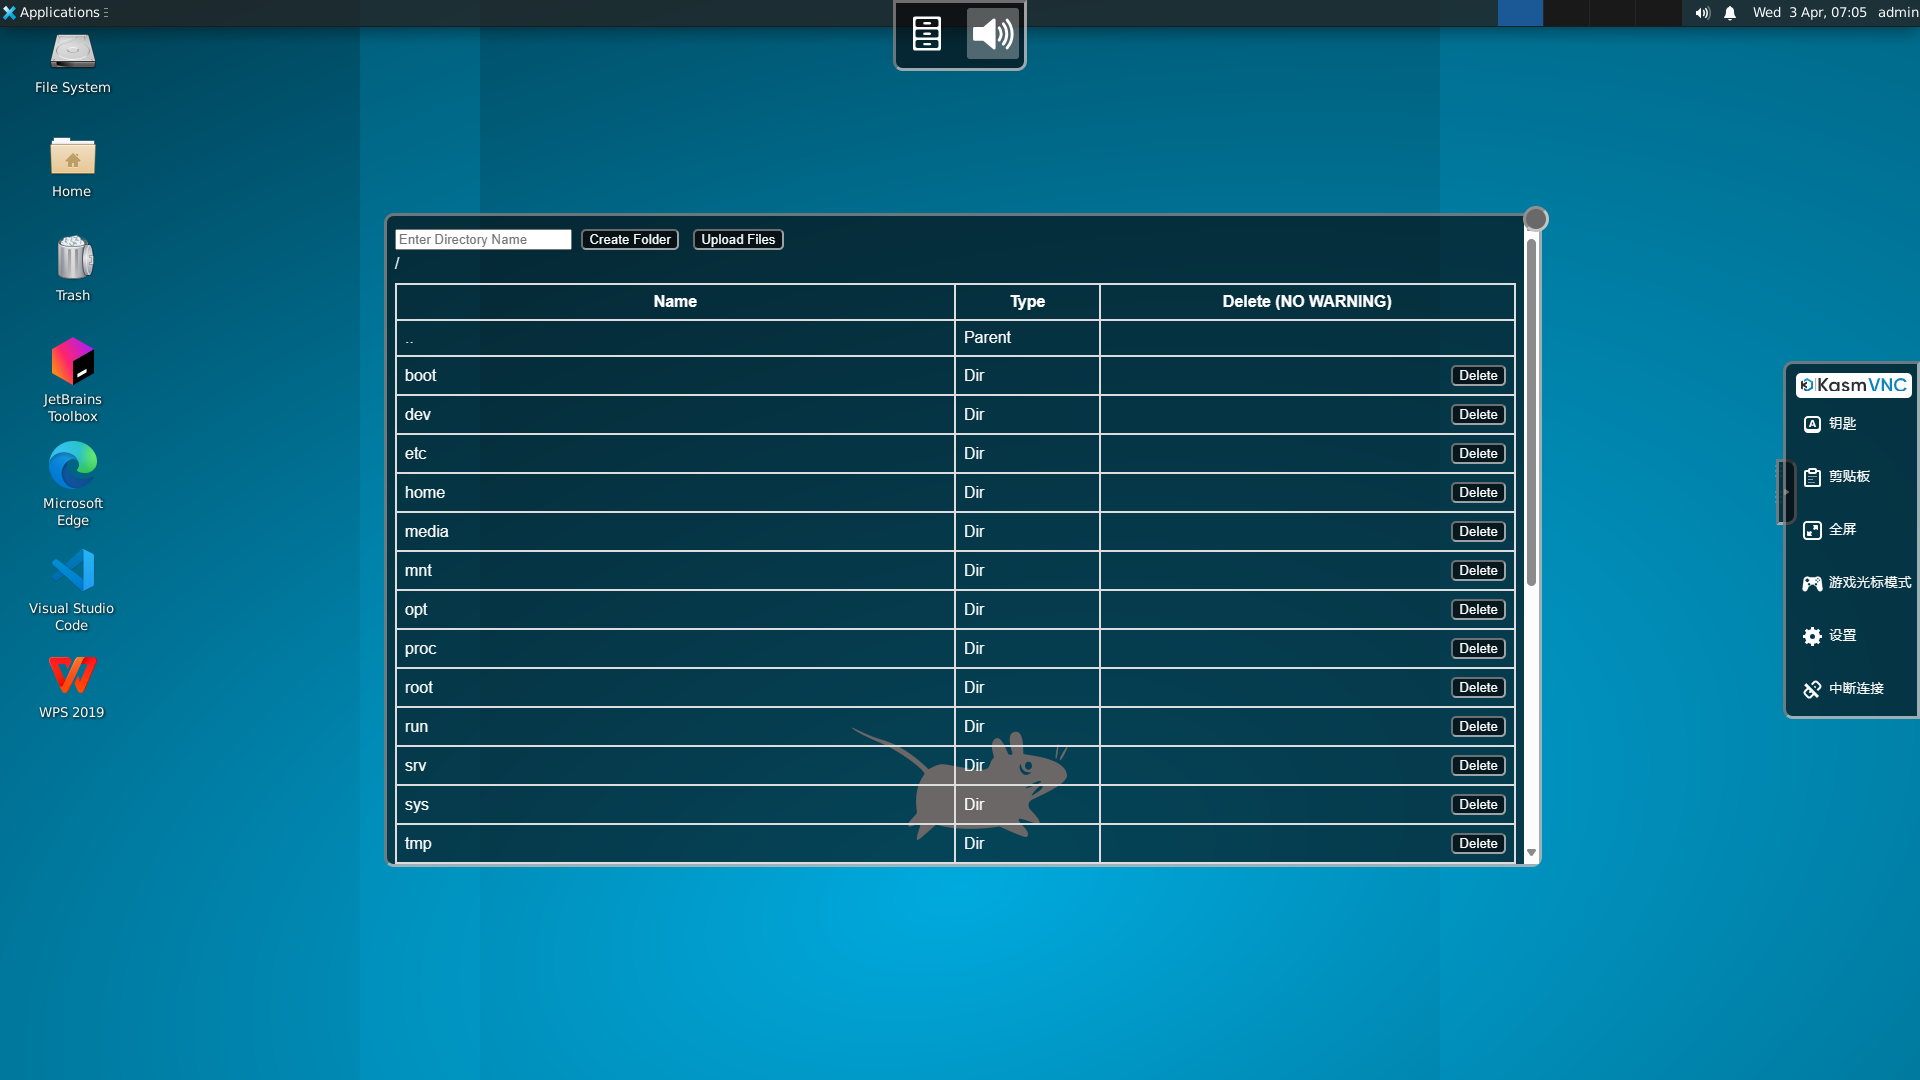 Applications
Wed 3 Apr, 07:05 admin
File System
Home
Trash
JetBrains
Toolbox
Microsoft
Edge
Visual Studio
Code
WPS 2019
Enter Directory Name Create Folder Upload Files
/
Name Type Delete (NO WARNING)
.. Parent
boot Dir Delete
dev Dir Delete
etc Dir Delete
home Dir Delete
media Dir Delete
mnt Dir Delete
opt Dir Delete
proc Dir Delete
root Dir Delete
run Dir Delete
srv Dir Delete
sys Dir Delete
tmp Dir Delete
KasmVNC
A 钥匙
剪贴板
全屏
游戏光标模式
设置
中断连接